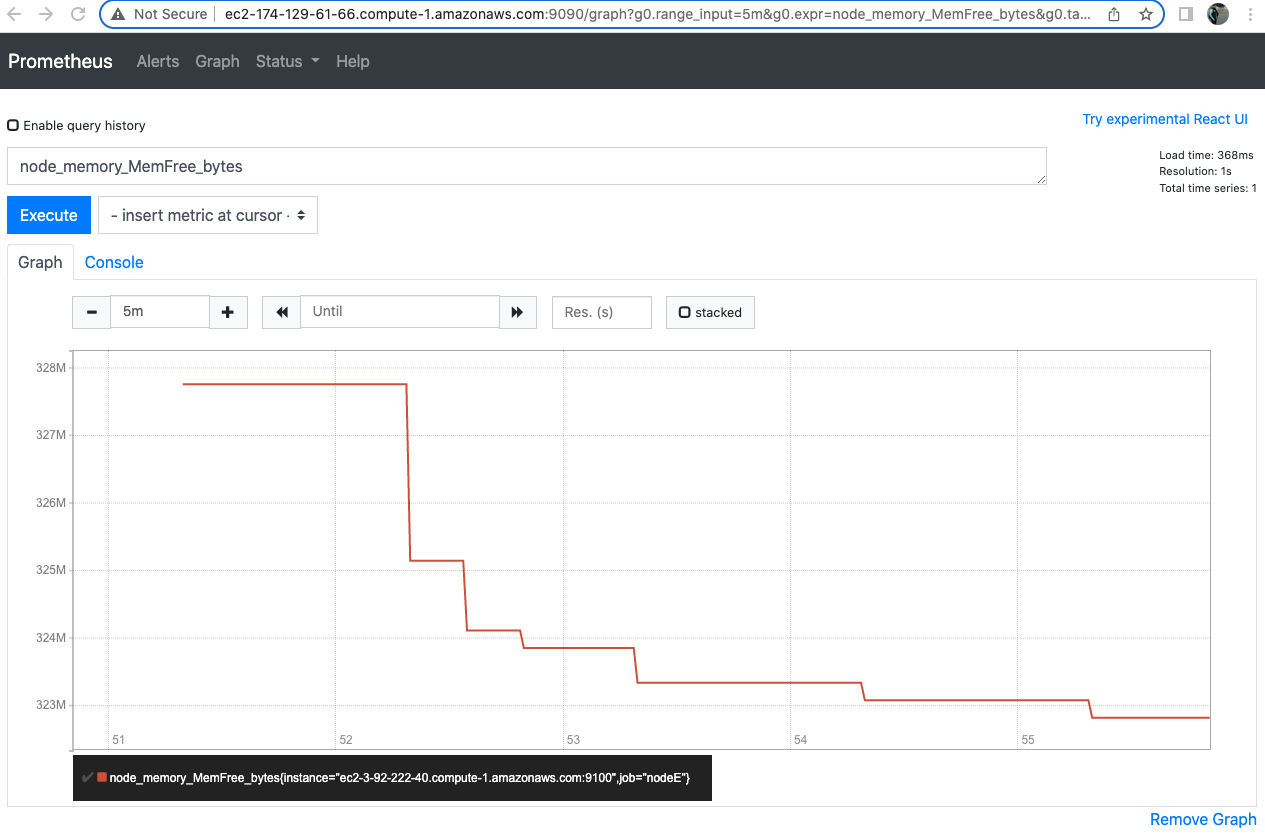 Not Secure ec2-174-129-61-66.compute-1.amazonaws.com:9090/graph?g0.range_input=5m&g0.expr=node_memory_MemFree_bytes&g0.ta...
Prometheus Alerts Graph Status Help
Enable query history
Try experimental React UI
node_memory_MemFree_bytes
Load time: 368ms
Resolution: 1s
Total time series: 1
Execute - insert metric at cursor -
Graph Console
5m Until Res. (s) stacked
328M
327M
326M
325M
324M
323M
51 52 53 54 55
node_memory_MemFree_bytes{instance="ec2-3-92-222-40.compute-1.amazonaws.com:9100",job="nodeE"}
Remove Graph